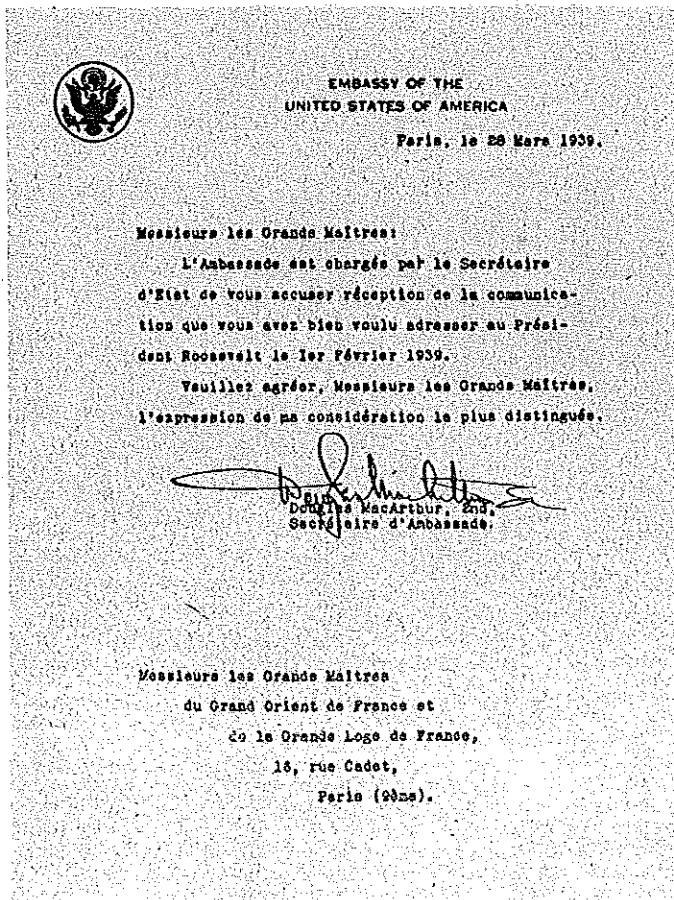 EMBASSY OF THE
UNITED STATES OF AMERICA
Paris, le 28 Mars 1939.
Messieurs les Grands Maîtres:
L'Ambassade est chargée par le Secrétaire
d'Etat de vous accuser réception de la communica-
tion que vous avez bien voulu adresser au Prési-
dent Roosevelt le 1er Février 1939.
Veuillez agréer, Messieurs les Grands Maîtres,
l'expression de ma considération la plus distinguée.
Douglas MacArthur, 2nd,
Secrétaire d'Ambassade.
Messieurs les Grands Maîtres
du Grand Orient de France et
de la Grande Loge de France,
16, rue Cadet,
Paris (9ème).